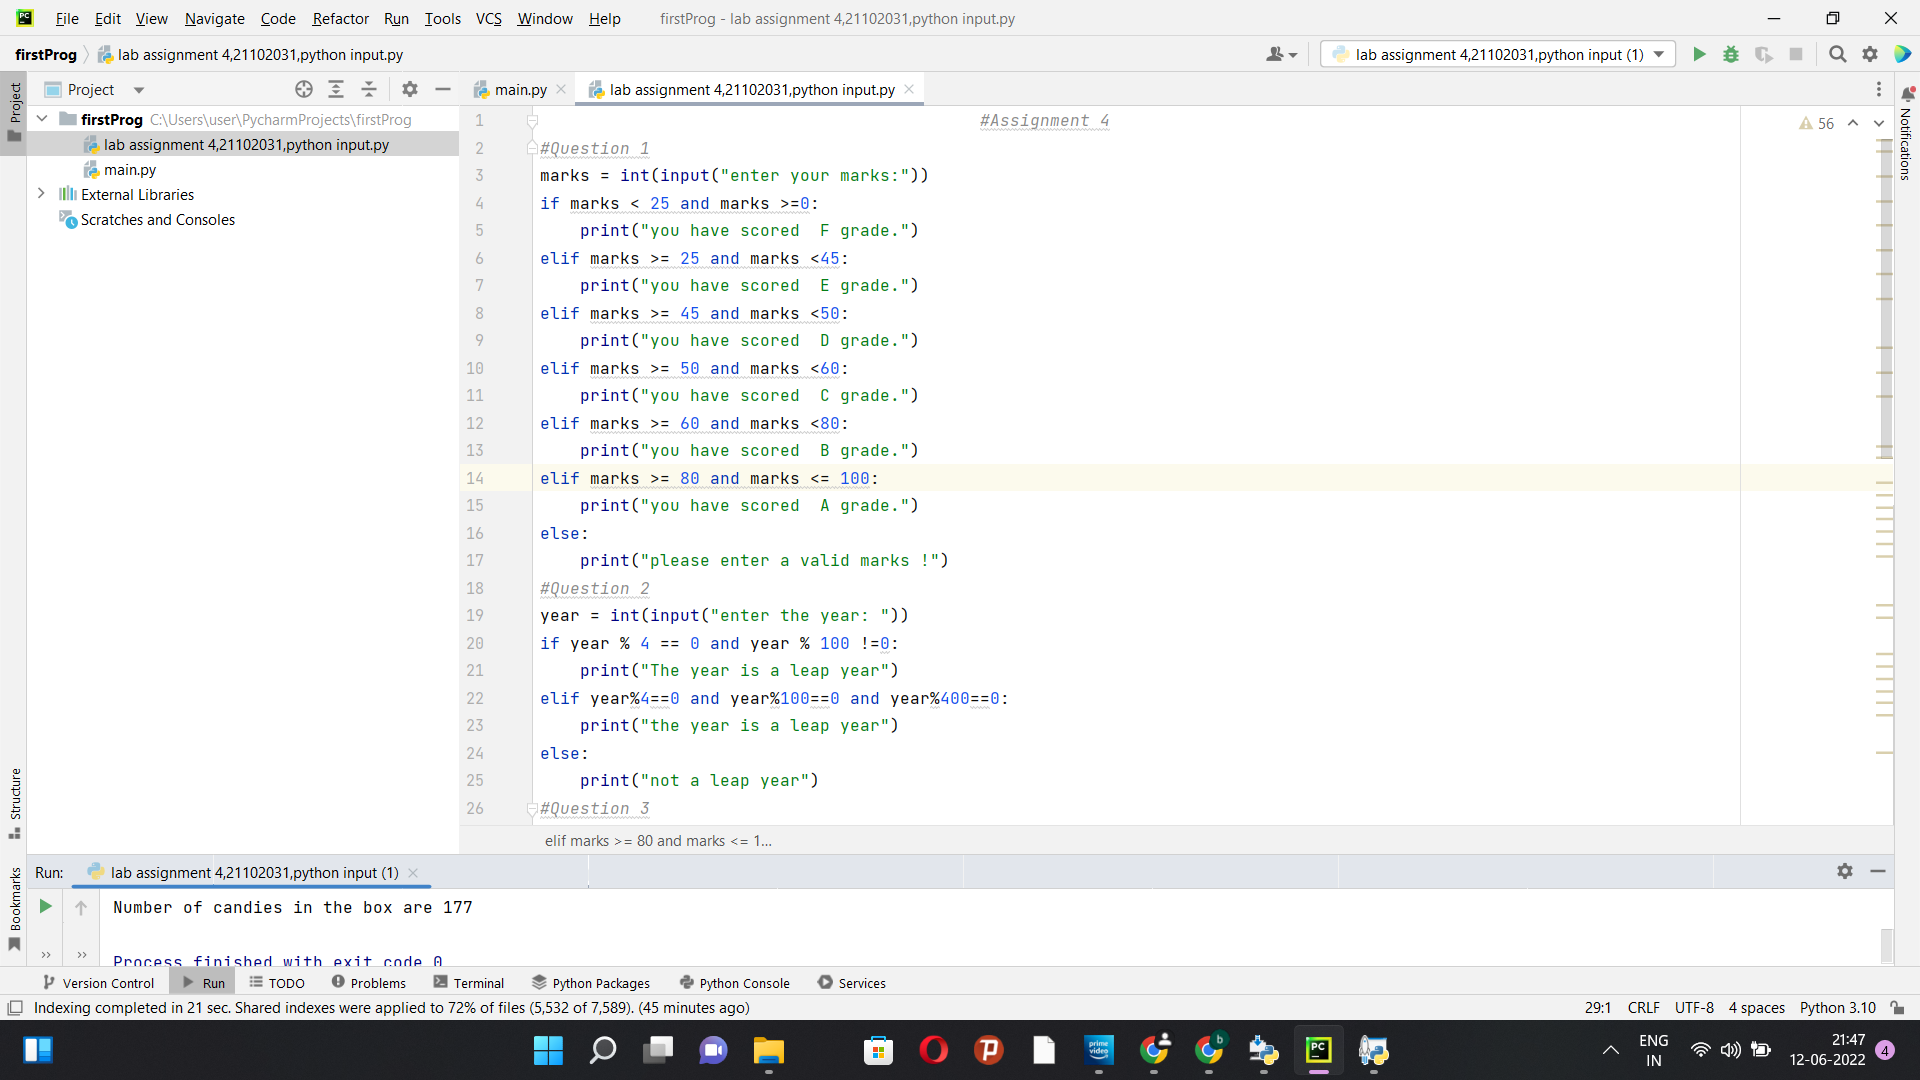 File Edit View Navigate Code Refactor Run Tools VCS Window Help firstProg - lab assignment 4,21102031,python input.py
firstProg lab assignment 4,21102031,python input.py lab assignment 4,21102031,python input (1)
Project main.py lab assignment 4,21102031,python input.py
Project
firstProg C:\Users\user\PycharmProjects\firstProg
lab assignment 4,21102031,python input.py
main.py
External Libraries
Scratches and Consoles
Structure
Bookmarks
Notifications
56
1 #Assignment 4
2 #Question 1
3 marks = int(input("enter your marks:"))
4 if marks < 25 and marks >=0:
5 print("you have scored  F grade.")
6 elif marks >= 25 and marks <45:
7 print("you have scored  E grade.")
8 elif marks >= 45 and marks <50:
9 print("you have scored  D grade.")
10 elif marks >= 50 and marks <60:
11 print("you have scored  C grade.")
12 elif marks >= 60 and marks <80:
13 print("you have scored  B grade.")
14 elif marks >= 80 and marks <= 100:
15 print("you have scored  A grade.")
16 else:
17 print("please enter a valid marks !")
18 #Question 2
19 year = int(input("enter the year: "))
20 if year % 4 == 0 and year % 100 !=0:
21 print("The year is a leap year")
22 elif year%4==0 and year%100==0 and year%400==0:
23 print("the year is a leap year")
24 else:
25 print("not a leap year")
26 #Question 3
elif marks >= 80 and marks <= 1...
Run: lab assignment 4,21102031,python input (1)
Number of candies in the box are 177
Process finished with exit code 0
Version Control Run TODO Problems Terminal Python Packages Python Console Services
Indexing completed in 21 sec. Shared indexes were applied to 72% of files (5,532 of 7,589). (45 minutes ago) 29:1 CRLF UTF-8 4 spaces Python 3.10
PC
prime video
b
PC
ENG
IN
21:47
12-06-2022
4